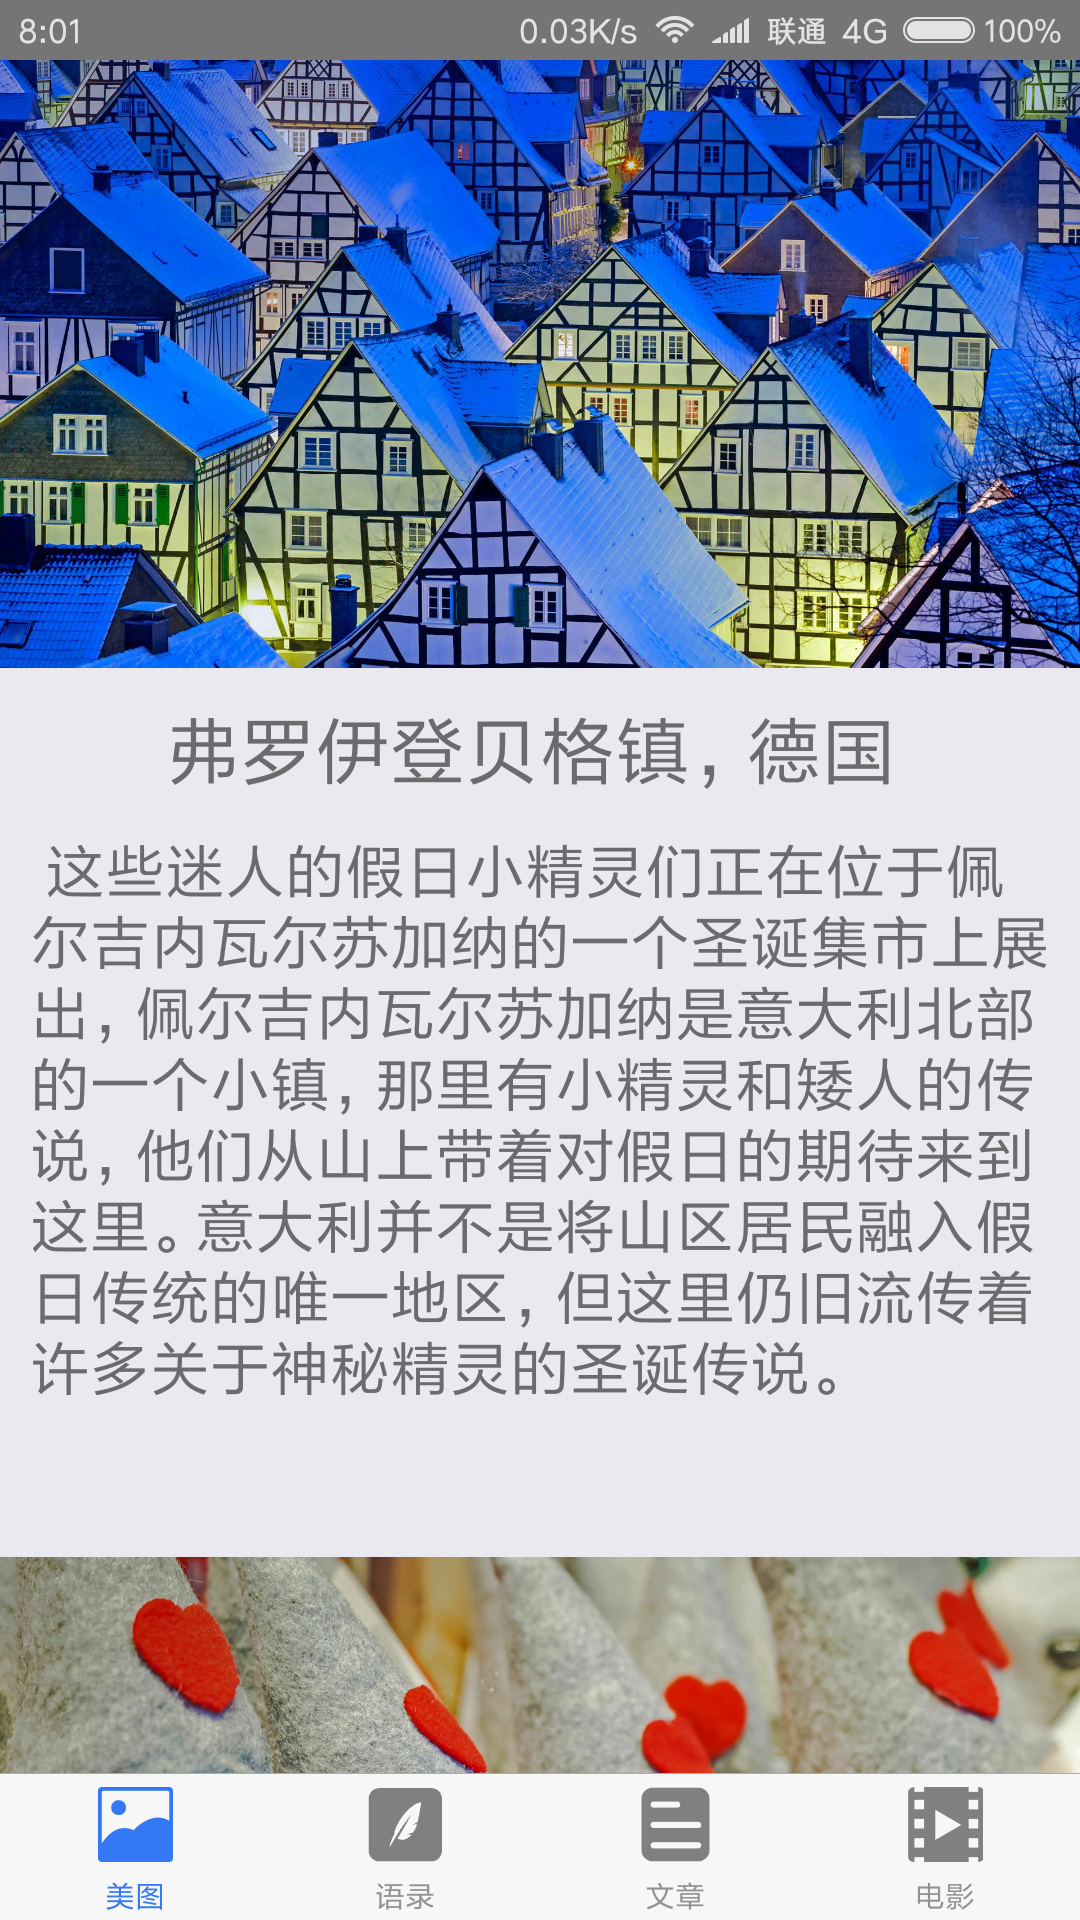 8:01 0.03K/s 联通 4G 100%
弗罗伊登贝格镇，德国
这些迷人的假日小精灵们正在位于佩
尔吉内瓦尔苏加纳的一个圣诞集市上展
出，佩尔吉内瓦尔苏加纳是意大利北部
的一个小镇，那里有小精灵和矮人的传
说，他们从山上带着对假日的期待来到
这里。意大利并不是将山区居民融入假
日传统的唯一地区，但这里仍旧流传着
许多关于神秘精灵的圣诞传说。
美图 语录 文章 电影